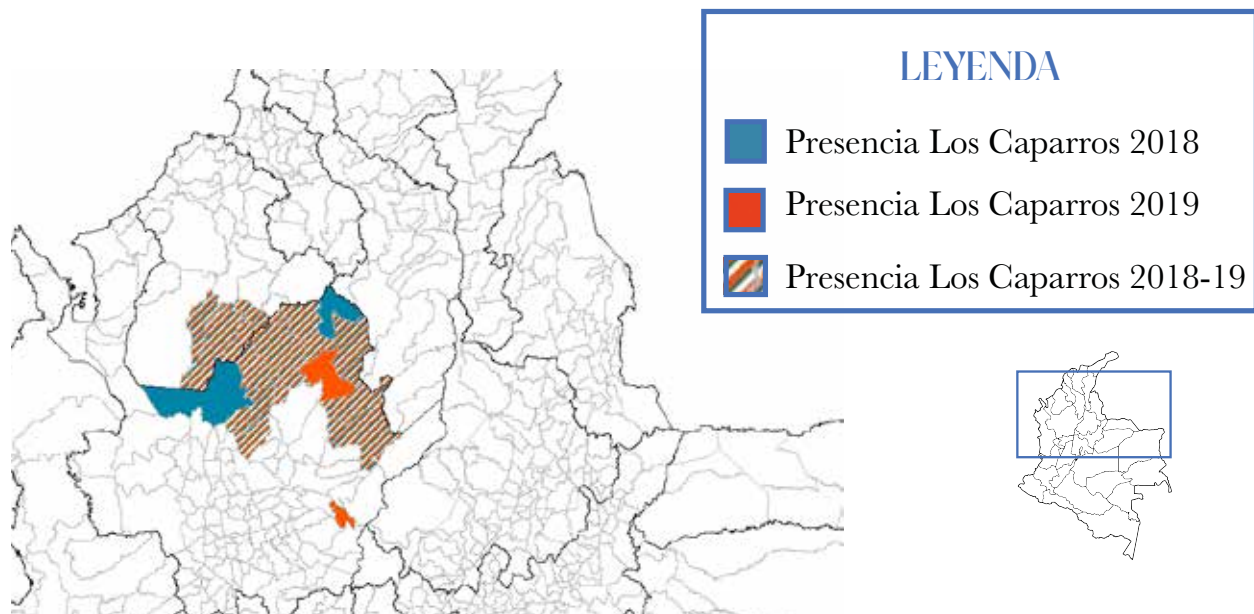 LEYENDA
Presencia Los Caparros 2018
Presencia Los Caparros 2019
Presencia Los Caparros 2018-19